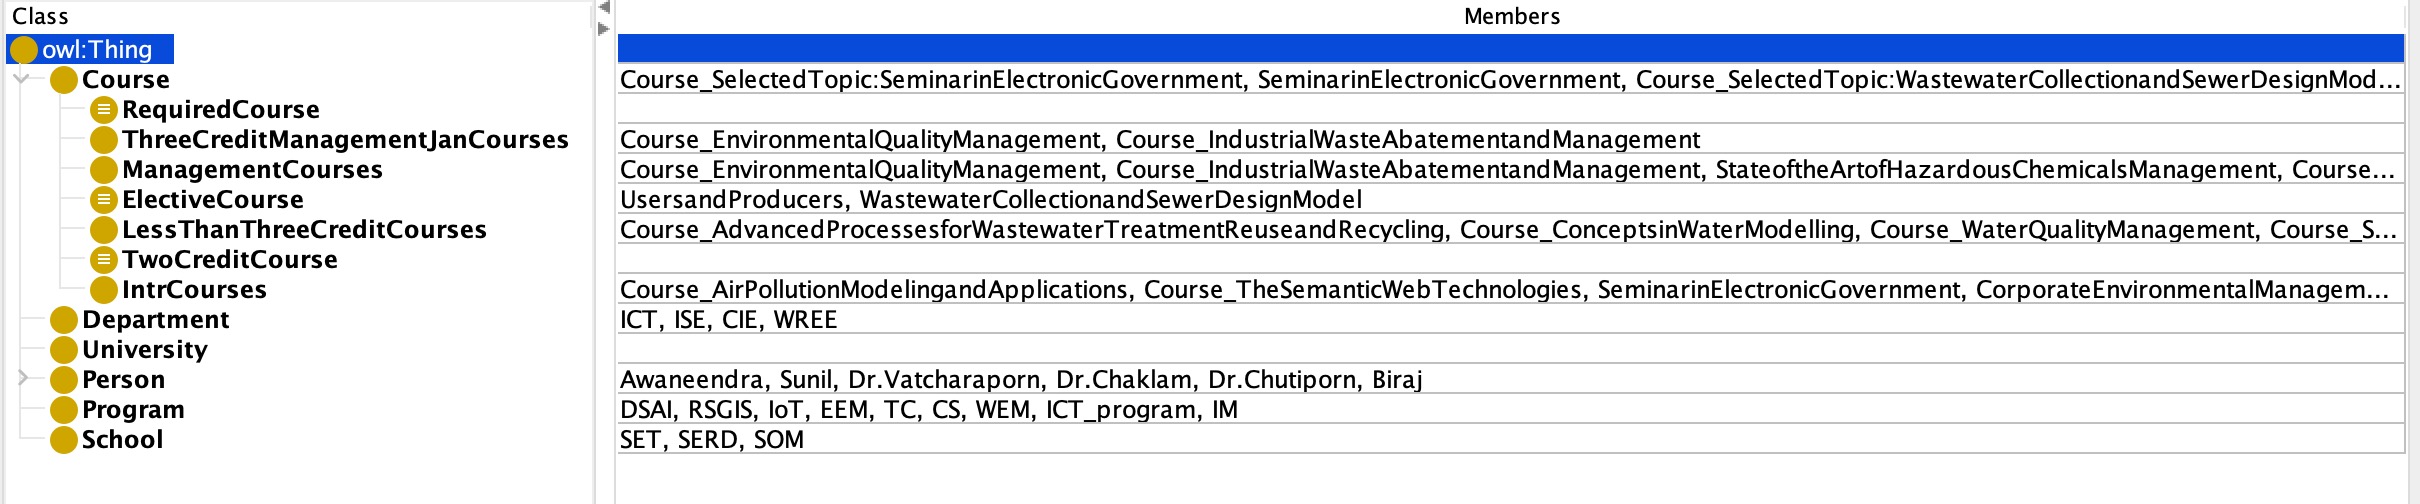 Class Members
owl:Thing
Course Course_SelectedTopic:SeminarinElectronicGovernment, SeminarinElectronicGovernment, Course_SelectedTopic:WastewaterCollectionandSewerDesignMod...
RequiredCourse
ThreeCreditManagementJanCourses Course_EnvironmentalQualityManagement, Course_IndustrialWasteAbatementandManagement
ManagementCourses Course_EnvironmentalQualityManagement, Course_IndustrialWasteAbatementandManagement, StateoftheArtofHazardousChemicalsManagement, Course...
ElectiveCourse UsersandProducers, WastewaterCollectionandSewerDesignModel
LessThanThreeCreditCourses Course_AdvancedProcessesforWastewaterTreatmentReuseandRecycling, Course_ConceptsinWaterModelling, Course_WaterQualityManagement, Course_S...
TwoCreditCourse
IntrCourses Course_AirPollutionModelingandApplications, Course_TheSemanticWebTechnologies, SeminarinElectronicGovernment, CorporateEnvironmentalManagem...
Department ICT, ISE, CIE, WREE
University
Person Awaneendra, Sunil, Dr.Vatcharaporn, Dr.Chaklam, Dr.Chutiporn, Biraj
Program DSAI, RSGIS, IoT, EEM, TC, CS, WEM, ICT_program, IM
School SET, SERD, SOM